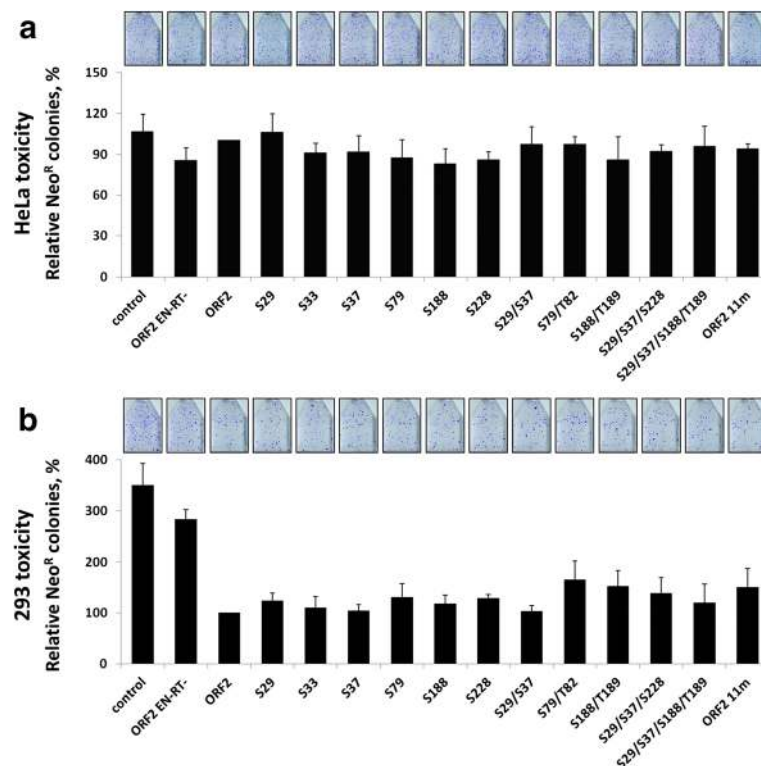 a
HeLa toxicity
Relative Neoᴿ colonies, %
150
120
90
60
30
0
control
ORF2 EN-RT-
ORF2
S29
S33
S37
S79
S188
S228
S29/S37
S79/T82
S188/T189
S29/S37/S228
S29/S37/S188/T189
ORF2 11m
b
293 toxicity
Relative Neoᴿ colonies, %
400
300
200
100
0
control
ORF2 EN-RT-
ORF2
S29
S33
S37
S79
S188
S228
S29/S37
S79/T82
S188/T189
S29/S37/S228
S29/S37/S188/T189
ORF2 11m